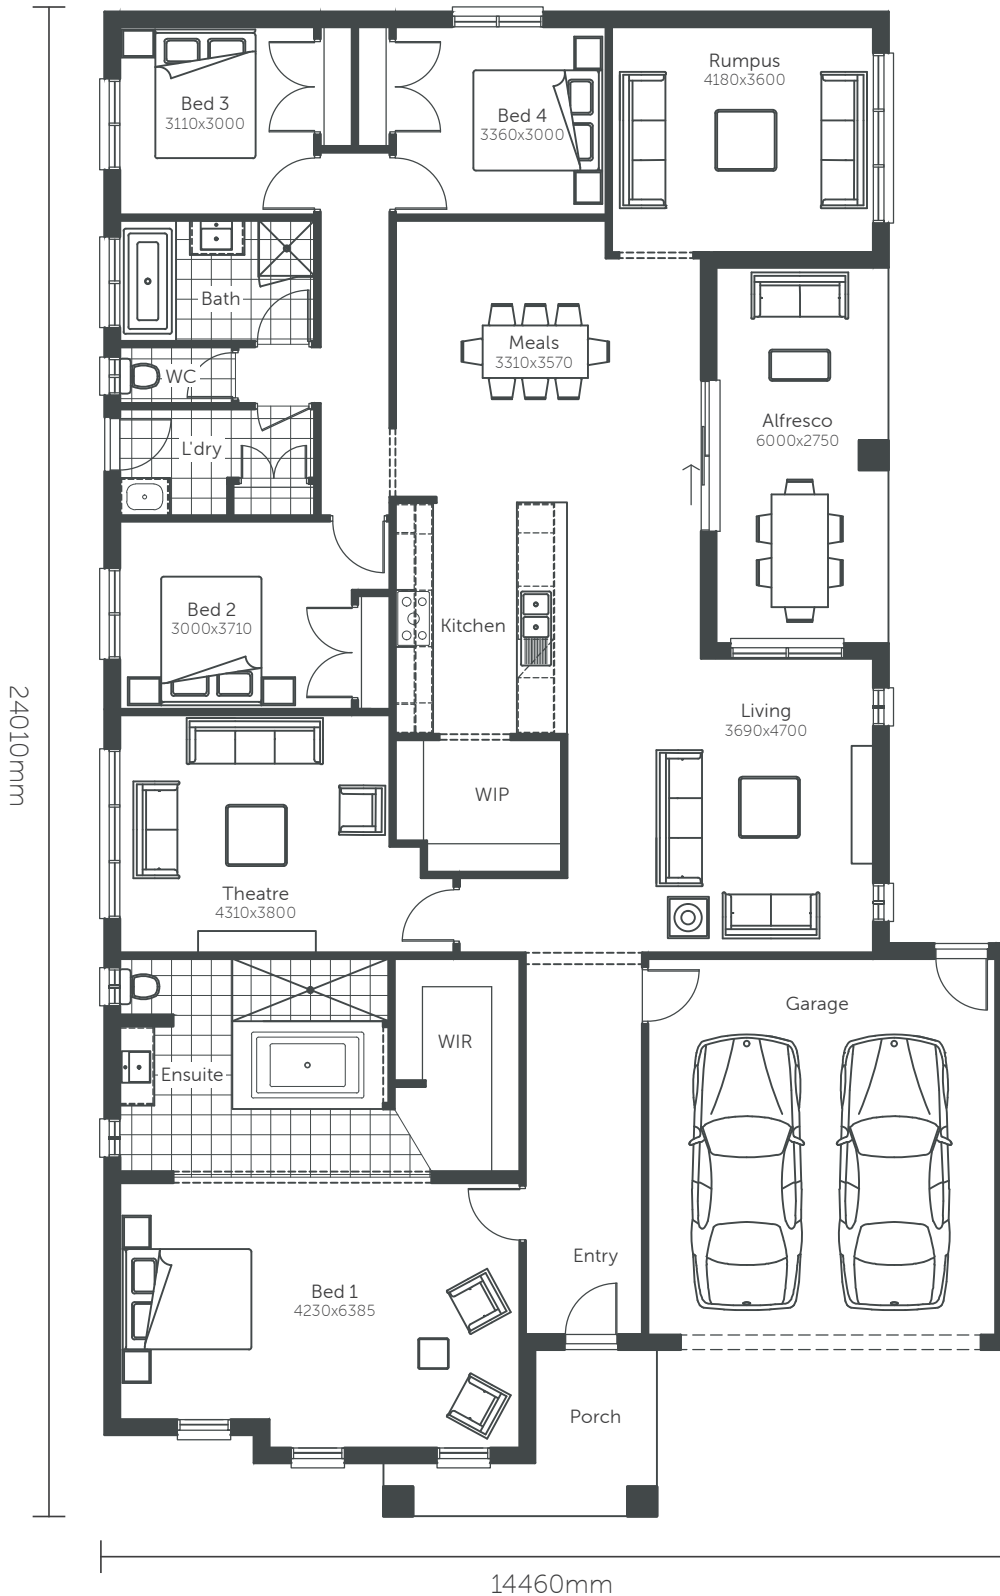 Rumpus
4180x3600
Bed 3
3110x3000
Bed 4
3360x3000
Bath
Meals
3310x3570
WC
Alfresco
6000x2750
L'dry
Bed 2
3000x3710
Kitchen
Living
3690x4700
24010mm
WIP
Theatre
4310x3800
Garage
WIR
Ensuite
Entry
Bed 1
4230x6385
Porch
14460mm